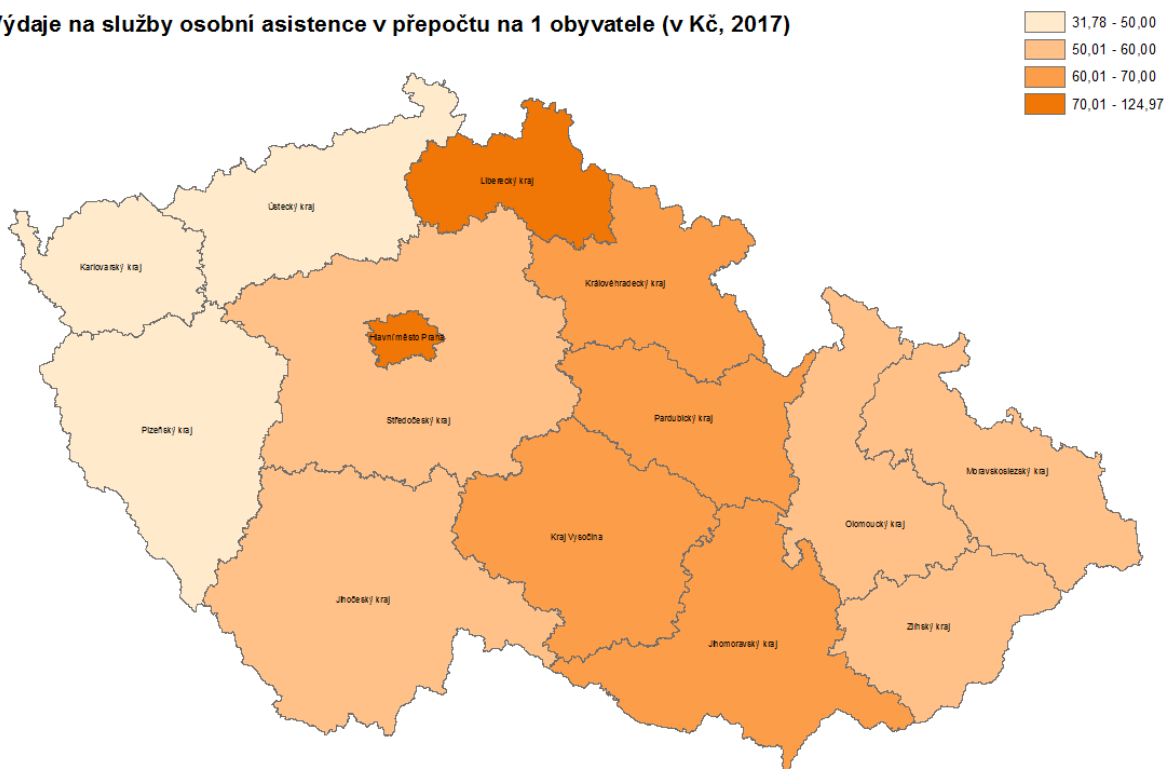 Výdaje na služby osobní asistence v přepočtu na 1 obyvatele (v Kč, 2017)
31,78 - 50,00
50,01 - 60,00
60,01 - 70,00
70,01 - 124,97
Liberecký kraj
Ústecký kraj
Karlovarský kraj
Královéhradecký kraj
Hlavní město Praha
Středočeský kraj
Pardubický kraj
Plzeňský kraj
Moravskoslezský kraj
Olomoucký kraj
Kraj Vysočina
Jihočeský kraj
Zlínský kraj
Jihomoravský kraj